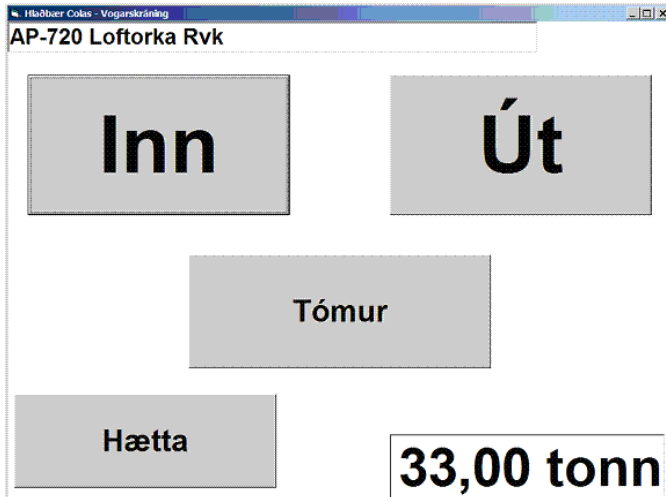 Hlaðbær Colas - Vogarskráning
AP-720 Loftorka Rvk
Inn
Út
Tómur
Hætta
33,00 tonn